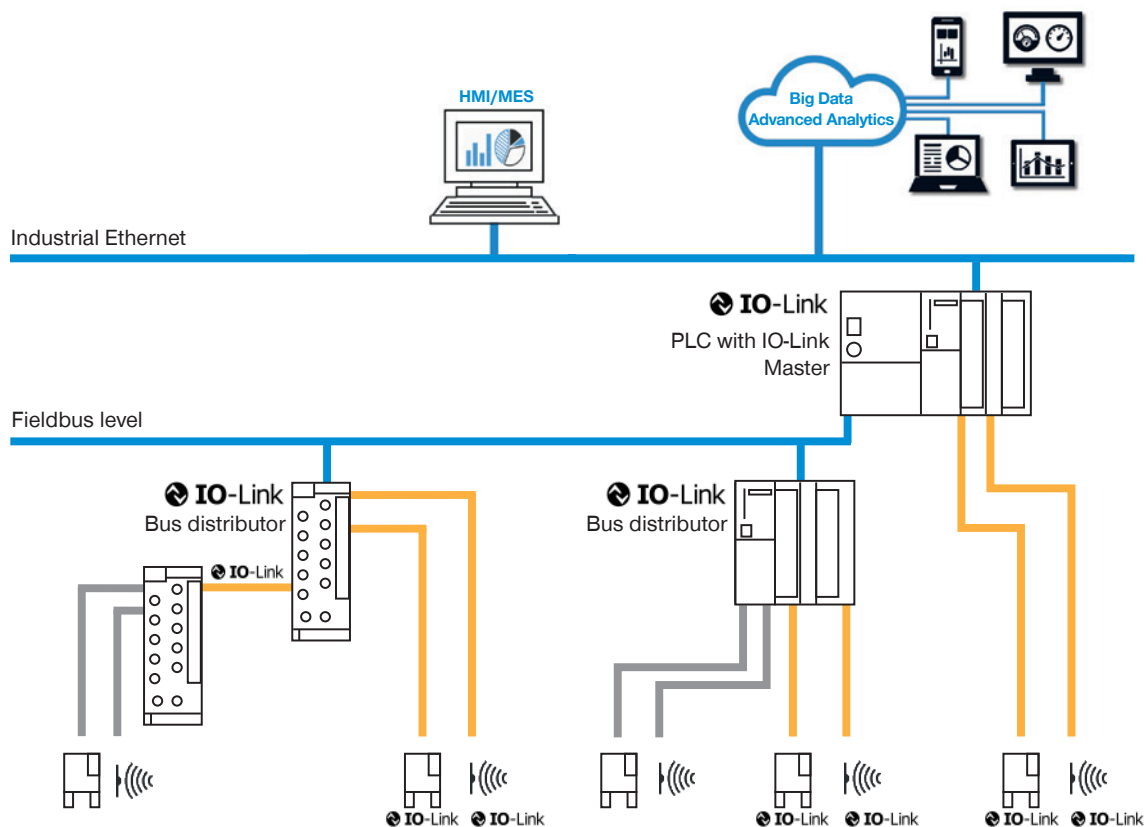 HMI/MES
Big Data
Advanced Analytics
Industrial Ethernet
IO-Link
PLC with IO-Link
Master
Fieldbus level
IO-Link
Bus distributor
IO-Link
Bus distributor
IO-Link
IO-Link
IO-Link
IO-Link
IO-Link
IO-Link
IO-Link